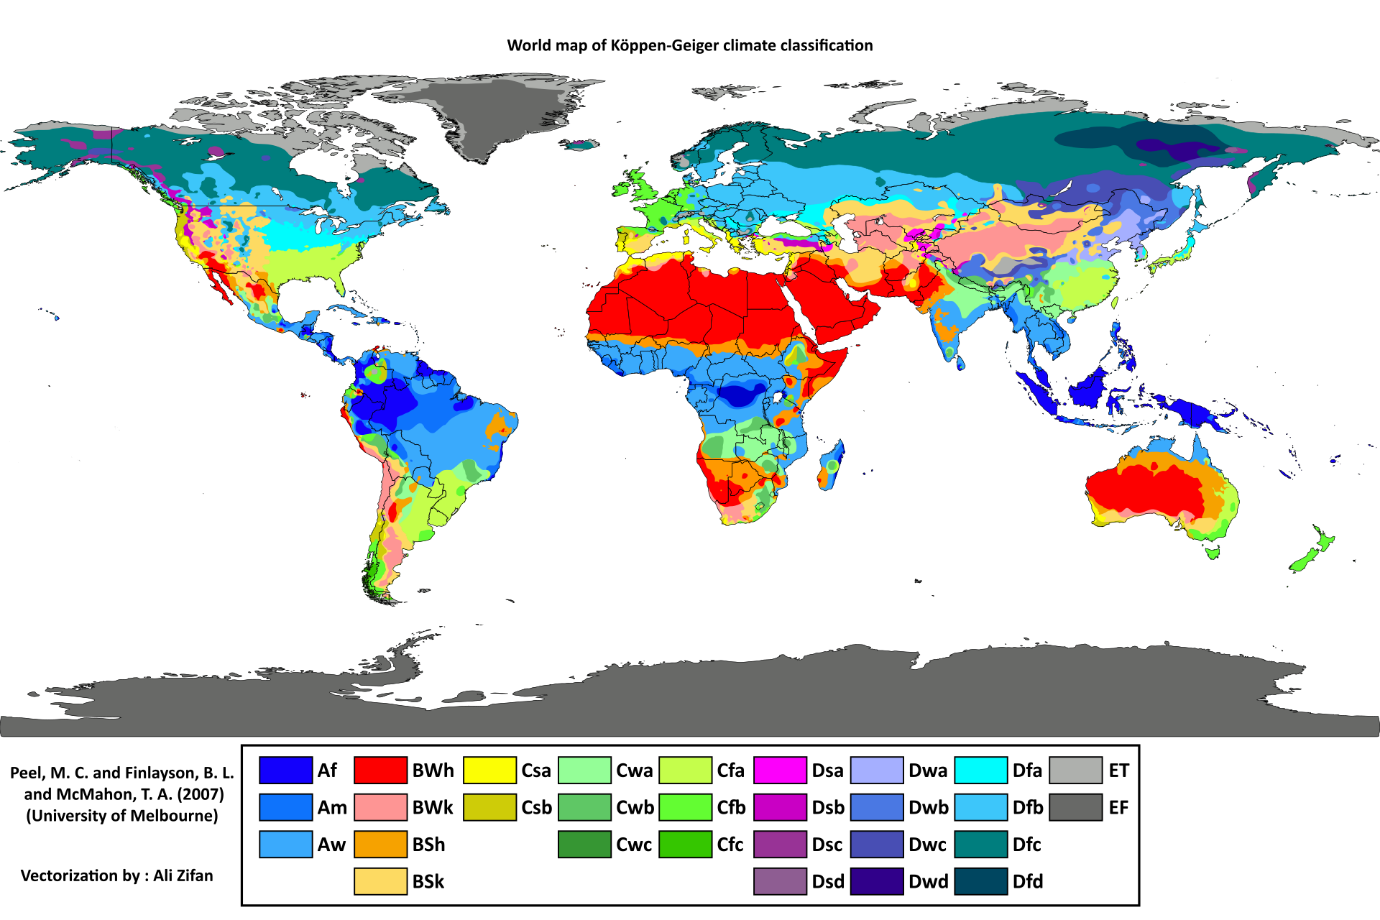 World map of Köppen-Geiger climate classification
Peel, M. C. and Finlayson, B. L.
and McMahon, T. A. (2007)
(University of Melbourne)
Vectorization by : Ali Zifan
Af BWh Csa Cwa Cfa Dsa Dwa Dfa ET
Am BWk Csb Cwb Cfb Dsb Dwb Dfb EF
Aw BSh Cwc Cfc Dsc Dwc Dfc
BSk Dsd Dwd Dfd